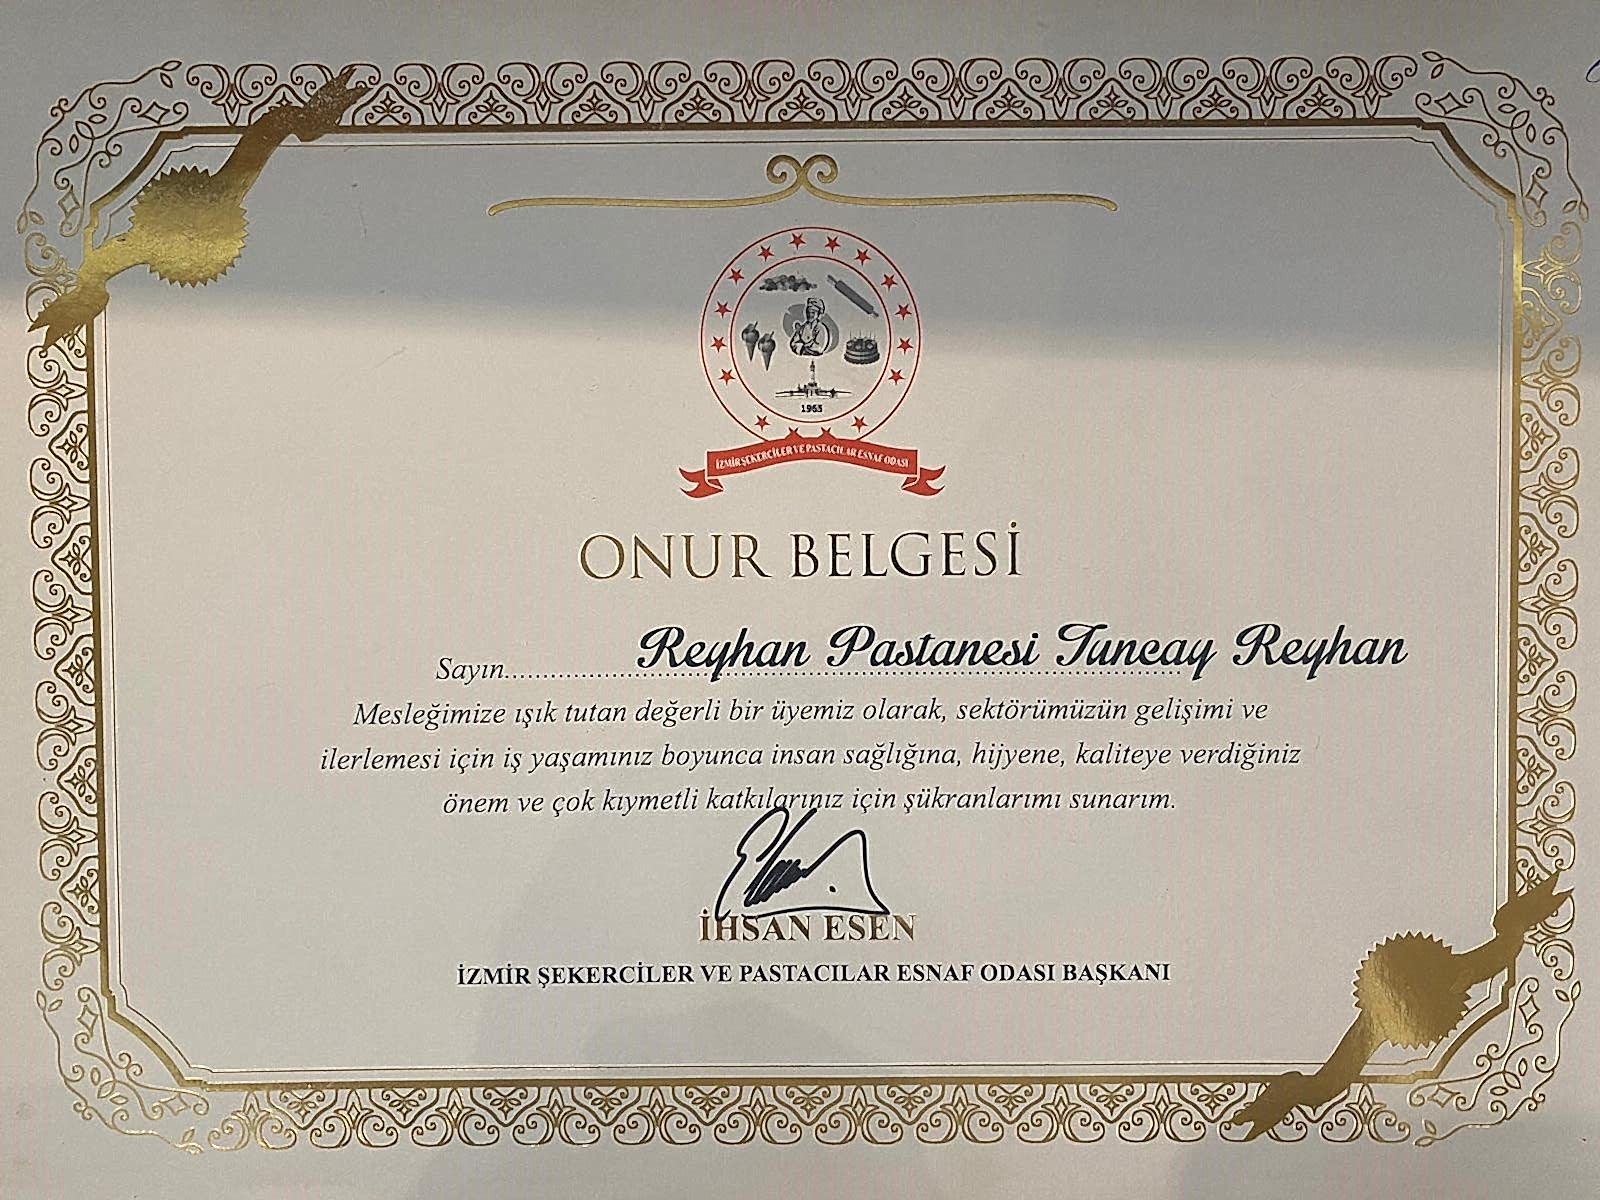 1965
İZMİR ŞEKERCİLER VE PASTACILAR ESNAF ODASI
ONUR BELGESİ
Sayın.......... Reyhan Pastanesi Tuncay Reyhan
Mesleğimize ışık tutan değerli bir üyemiz olarak, sektörümüzün gelişimi ve
ilerlemesi için iş yaşamınız boyunca insan sağlığına, hijyene, kaliteye verdiğiniz
önem ve çok kıymetli katkılarınız için şükranlarımı sunarım.
İHSAN ESEN
İZMİR ŞEKERCİLER VE PASTACILAR ESNAF ODASI BAŞKANI